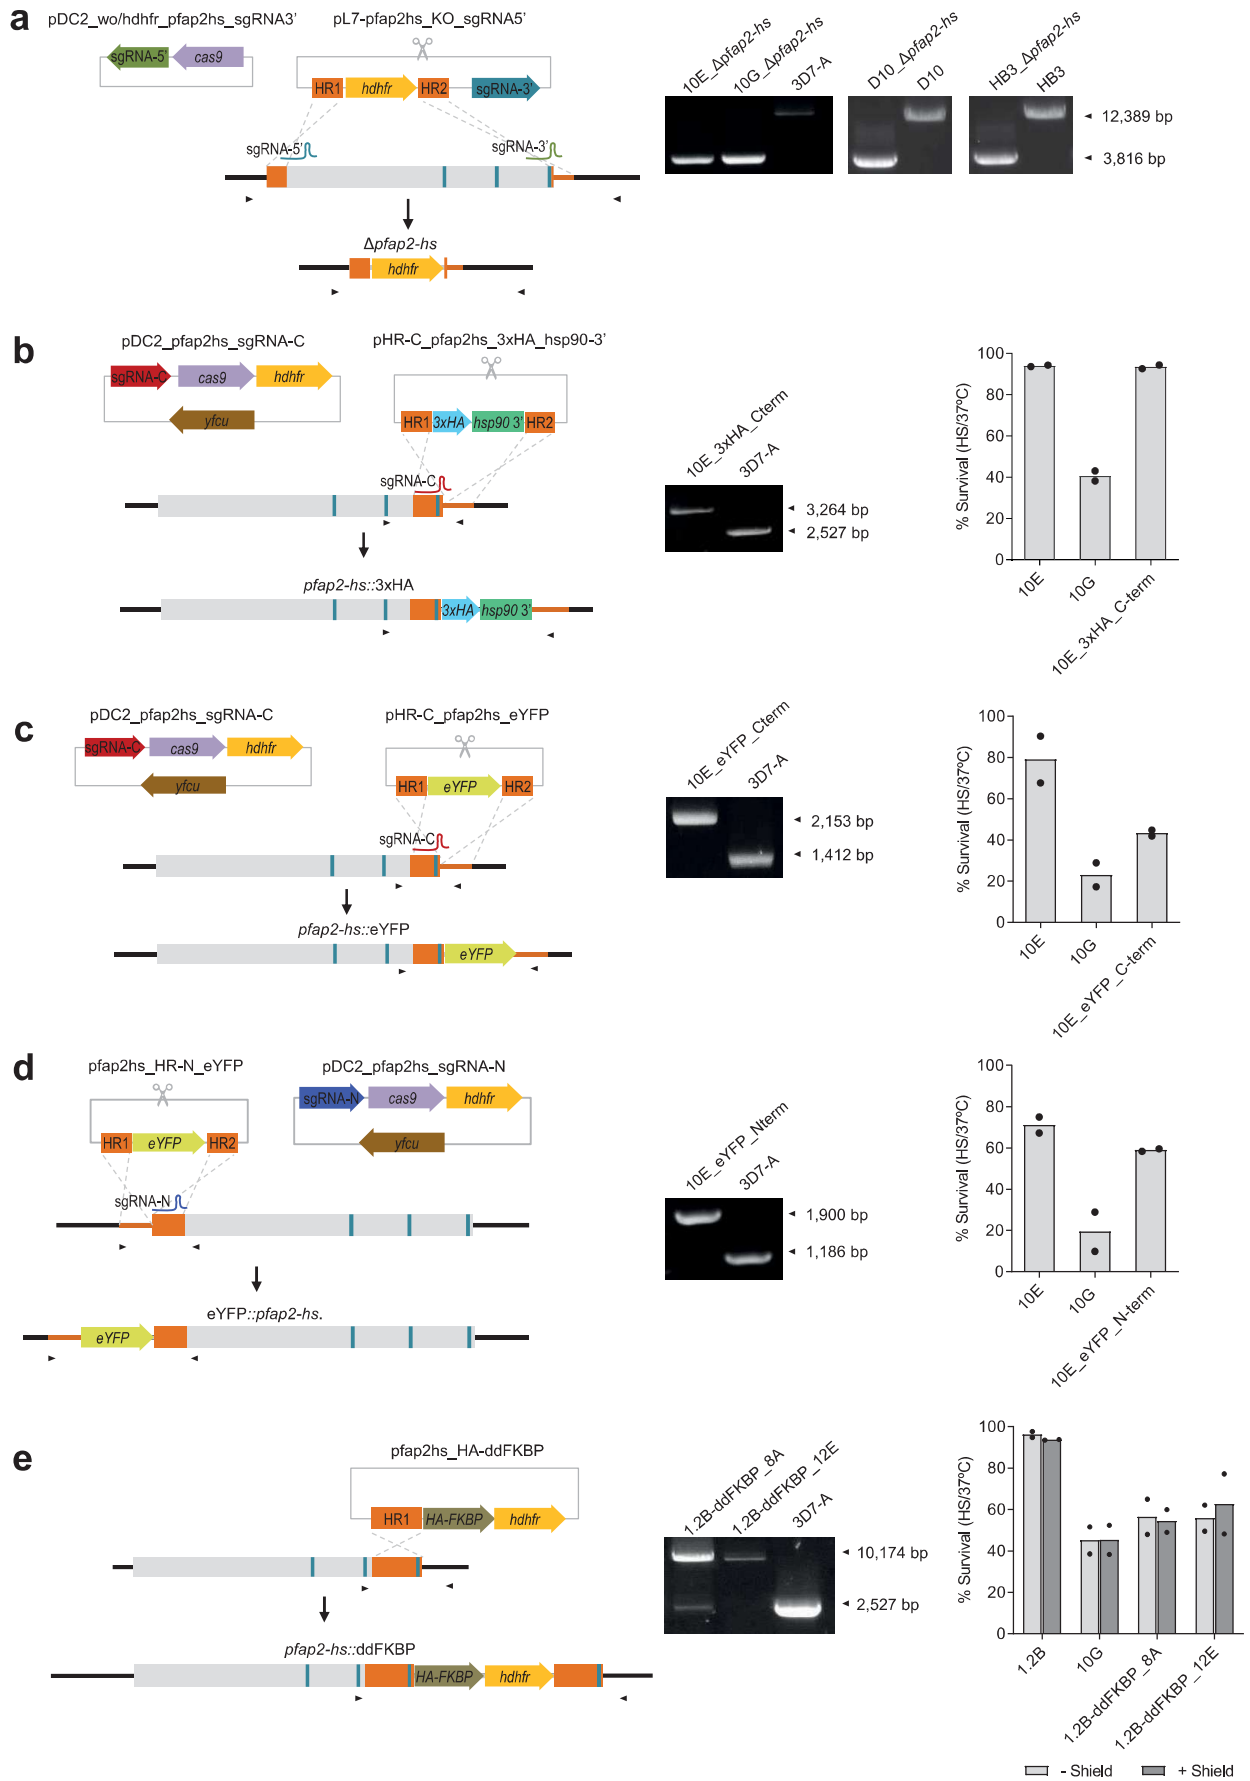 a
pDC2_wo/hdhfr_pfap2hs_sgRNA3'
pL7-pfap2hs_KO_sgRNA5'
sgRNA-5' cas9
HR1 hdhfr HR2 sgRNA-3'
sgRNA-5' sgRNA-3'
Δpfap2-hs
hdhfr
10E_Δpfap2-hs
10G_Δpfap2-hs
3D7-A
D10_Δpfap2-hs
D10
HB3_Δpfap2-hs
HB3
12,389 bp
3,816 bp
b
pDC2_pfap2hs_sgRNA-C
pHR-C_pfap2hs_3xHA_hsp90-3'
sgRNA-C cas9 hdhfr
yfcu
HR1 3xHA hsp90 3' HR2
sgRNA-C
pfap2-hs::3xHA
3xHA hsp90 3'
10E_3xHA_Cterm
3D7-A
3,264 bp
2,527 bp
% Survival (HS/37ºC)
100
80
60
40
20
0
10E
10G
10E_3xHA_C-term
c
pDC2_pfap2hs_sgRNA-C
pHR-C_pfap2hs_eYFP
sgRNA-C cas9 hdhfr
yfcu
HR1 eYFP HR2
sgRNA-C
pfap2-hs::eYFP
eYFP
10E_eYFP_Cterm
3D7-A
2,153 bp
1,412 bp
% Survival (HS/37ºC)
100
80
60
40
20
0
10E
10G
10E_eYFP_C-term
d
pfap2hs_HR-N_eYFP
pDC2_pfap2hs_sgRNA-N
HR1 eYFP HR2
sgRNA-N cas9 hdhfr
yfcu
sgRNA-N
eYFP::pfap2-hs.
eYFP
10E_eYFP_Nterm
3D7-A
1,900 bp
1,186 bp
% Survival (HS/37ºC)
100
80
60
40
20
0
10E
10G
10E_eYFP_N-term
e
pfap2hs_HA-ddFKBP
HR1 HA-FKBP hdhfr
pfap2-hs::ddFKBP
HA-FKBP hdhfr
1.2B-ddFKBP_8A
1.2B-ddFKBP_12E
3D7-A
10,174 bp
2,527 bp
% Survival (HS/37ºC)
100
80
60
40
20
0
1.2B
10G
1.2B-ddFKBP_8A
1.2B-ddFKBP_12E
- Shield + Shield